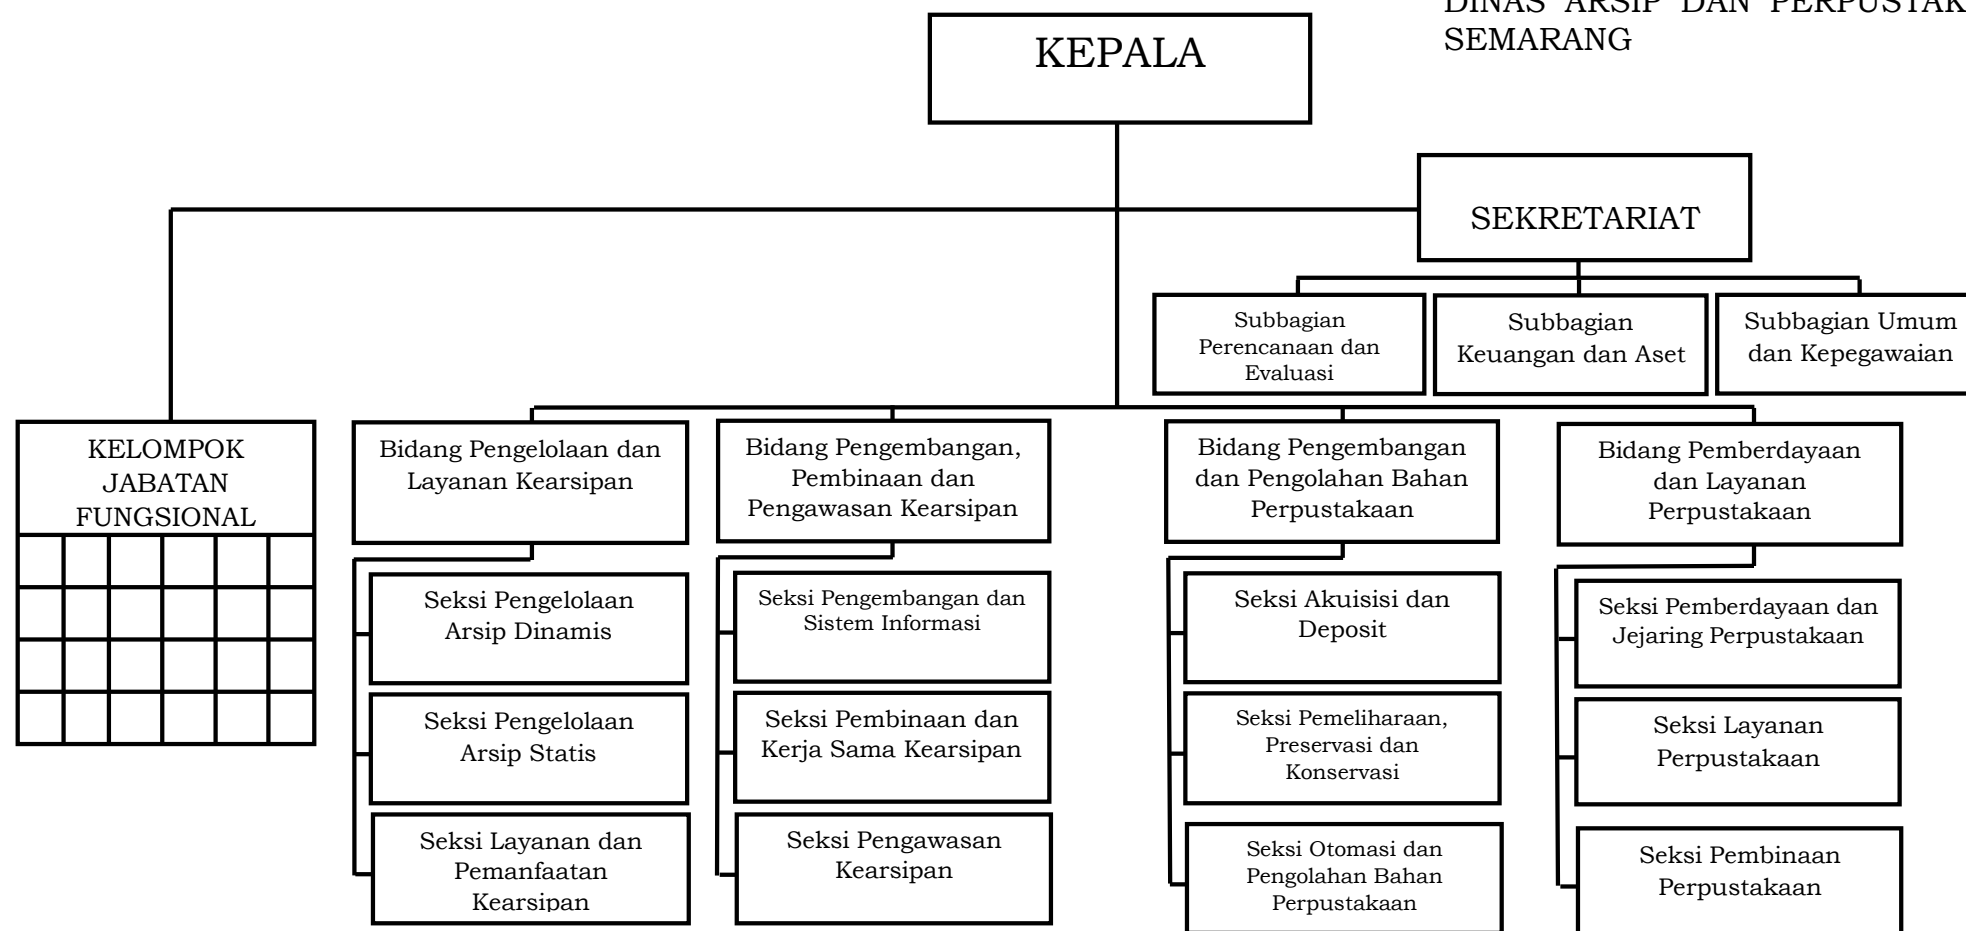 DINAS ARSIP DAN PERPUSTAK
SEMARANG
KEPALA
SEKRETARIAT
Subbagian
Perencanaan dan
Evaluasi
Subbagian
Keuangan dan Aset
Subbagian Umum
dan Kepegawaian
KELOMPOK
JABATAN
FUNGSIONAL
Bidang Pengelolaan dan
Layanan Kearsipan
Bidang Pengembangan,
Pembinaan dan
Pengawasan Kearsipan
Bidang Pengembangan
dan Pengolahan Bahan
Perpustakaan
Bidang Pemberdayaan
dan Layanan
Perpustakaan
Seksi Pengelolaan
Arsip Dinamis
Seksi Pengelolaan
Arsip Statis
Seksi Layanan dan
Pemanfaatan
Kearsipan
Seksi Pengembangan dan
Sistem Informasi
Seksi Pembinaan dan
Kerja Sama Kearsipan
Seksi Pengawasan
Kearsipan
Seksi Akuisisi dan
Deposit
Seksi Pemeliharaan,
Preservasi dan
Konservasi
Seksi Otomasi dan
Pengolahan Bahan
Perpustakaan
Seksi Pemberdayaan dan
Jejaring Perpustakaan
Seksi Layanan
Perpustakaan
Seksi Pembinaan
Perpustakaan